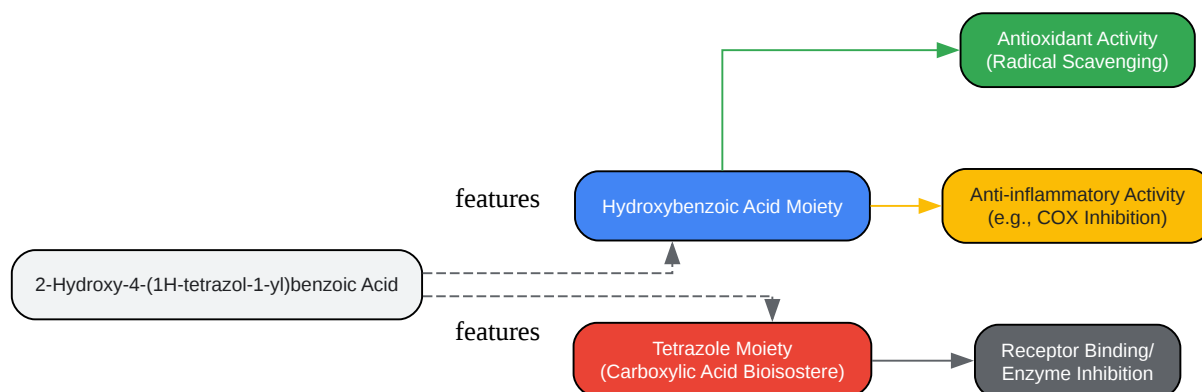 Antioxidant Activity
(Radical Scavenging)
features
Hydroxybenzoic Acid Moiety
Anti-inflammatory Activity
(e.g., COX Inhibition)
2-Hydroxy-4-(1H-tetrazol-1-yl)benzoic Acid
features
Tetrazole Moiety
(Carboxylic Acid Bioisostere)
Receptor Binding/
Enzyme Inhibition